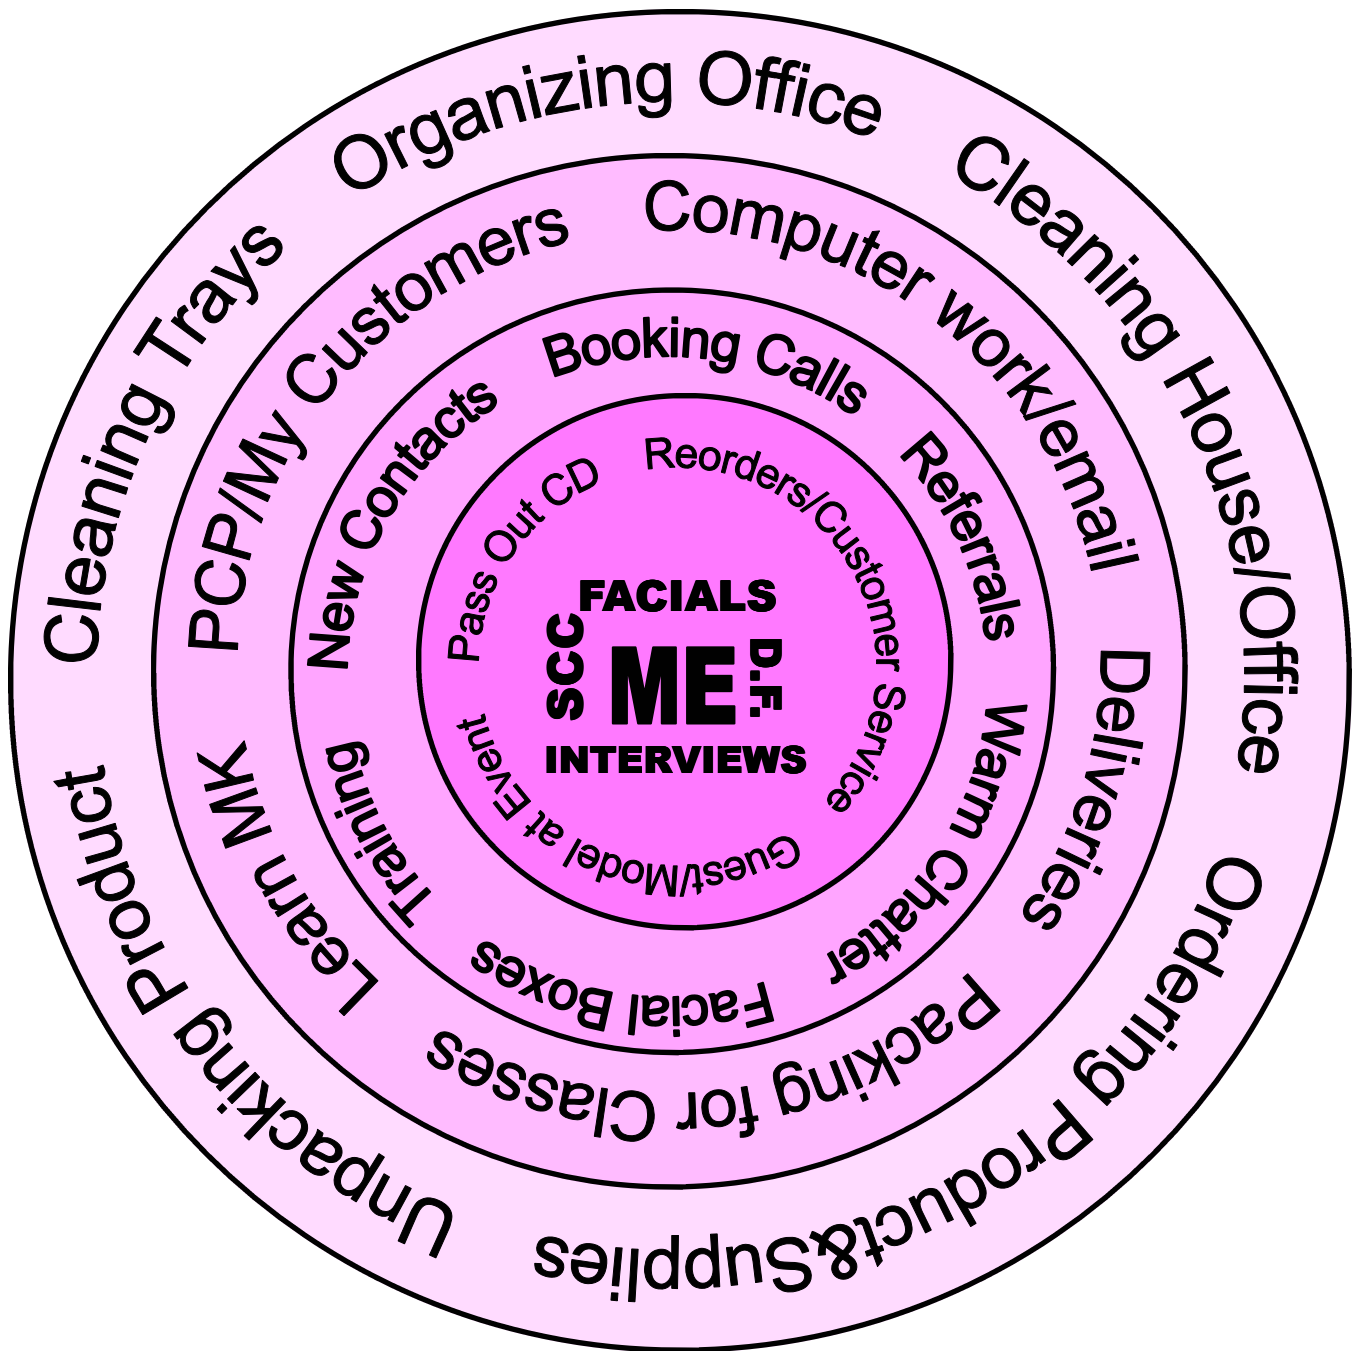 Cleaning Trays
Organizing Office
Cleaning House/Office
Ordering Product&Supplies
Unpacking Product
PCP/My Customers
Computer work/email
Deliveries
Packing for Classes
Learn MK
New Contacts
Booking Calls
Referrals
Warm Chatter
Facial Boxes
Training
Pass Out CD
Reorders/Customer Service
Guest/Model at Event
FACIALS
SCC
ME
D.F.
INTERVIEWS